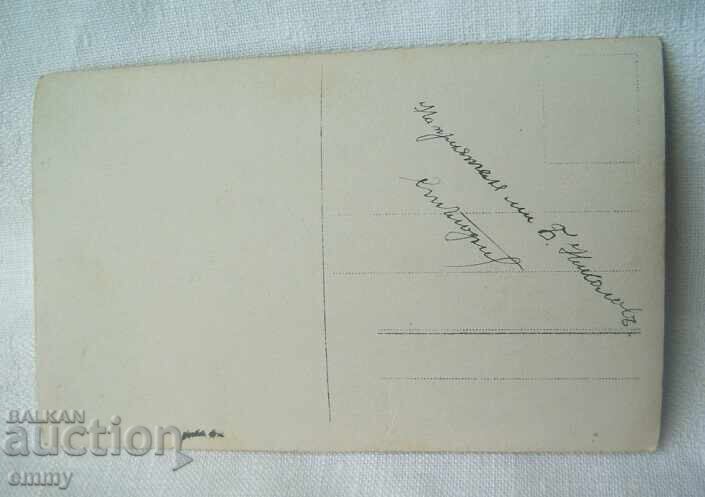 На приятеля ми Б. Николовъ
BALKAN
auction
emmy